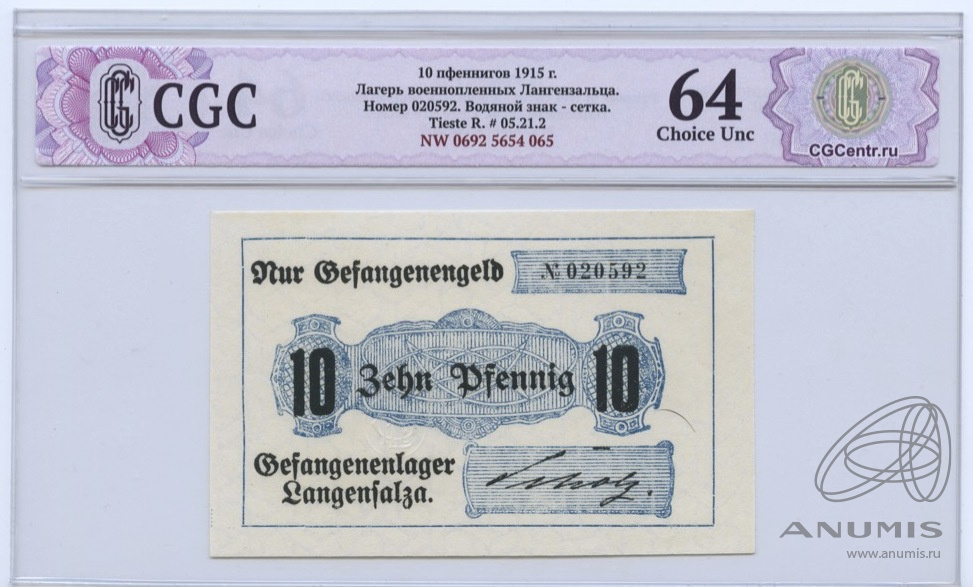 CGC
10 пфеннигов 1915 г.
Лагерь военнопленных Лангензальца.
Номер 020592. Водяной знак - сетка.
Tieste R. # 05.21.2
NW 0692 5654 065
64
Choice Unc
CGCentr.ru
Nur Gefangenengeld
№ 020592
10 Zehn Pfennig 10
Gefangenenlager
Langensalza.
ANUMIS
www.anumis.ru